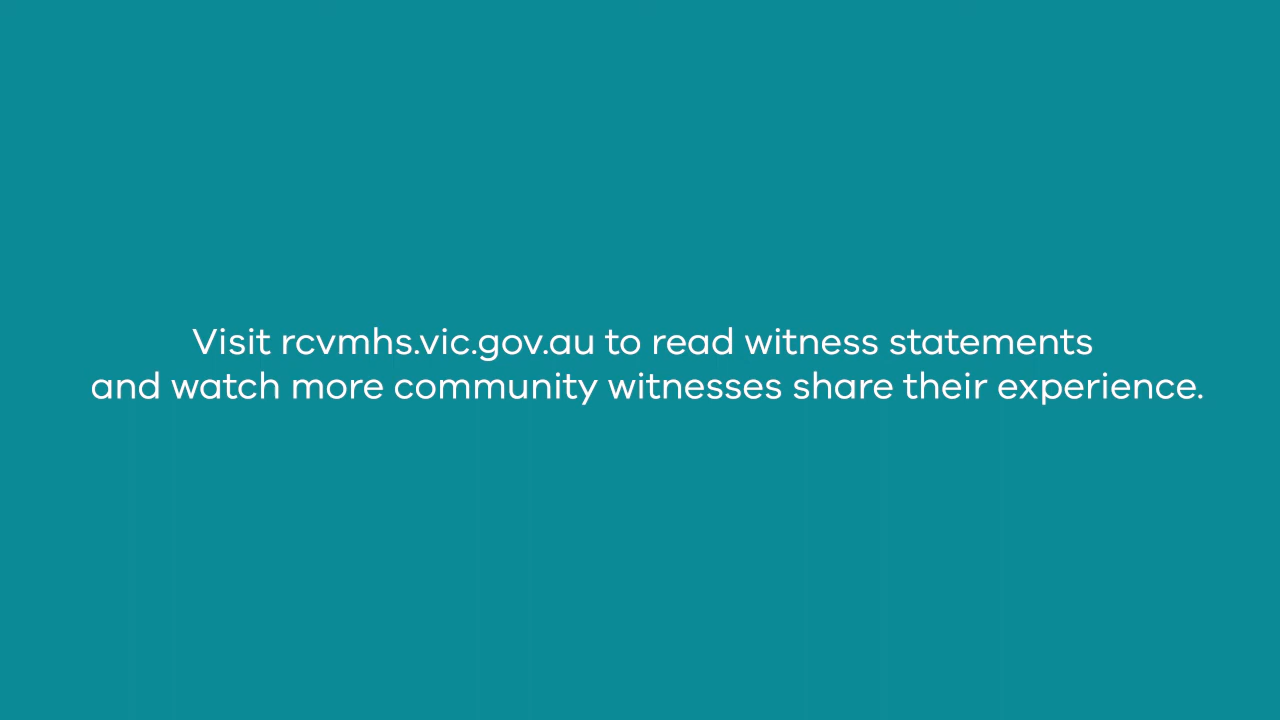 Visit rcvmhs.vic.gov.au to read witness statements
and watch more community witnesses share their experience.